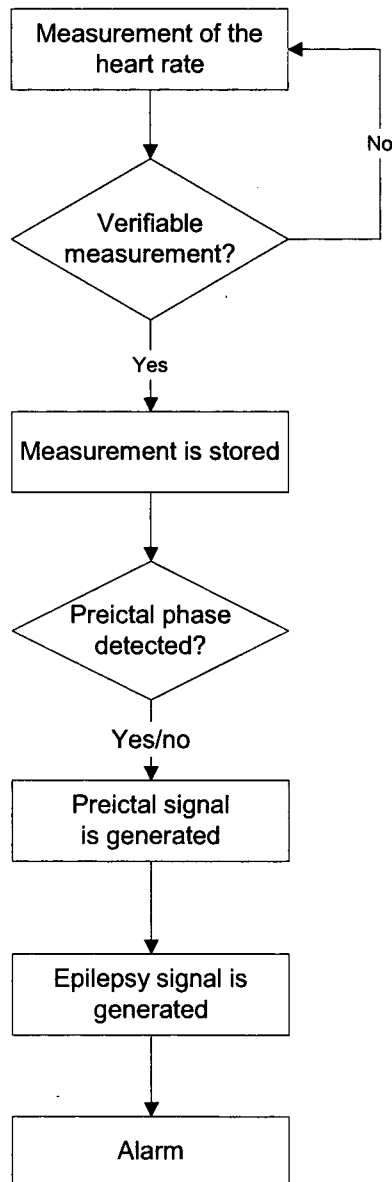 Measurement of the
heart rate
No
Verifiable
measurement?
Yes
Measurement is stored
Preictal phase
detected?
Yes/no
Preictal signal
is generated
Epilepsy signal is
generated
Alarm